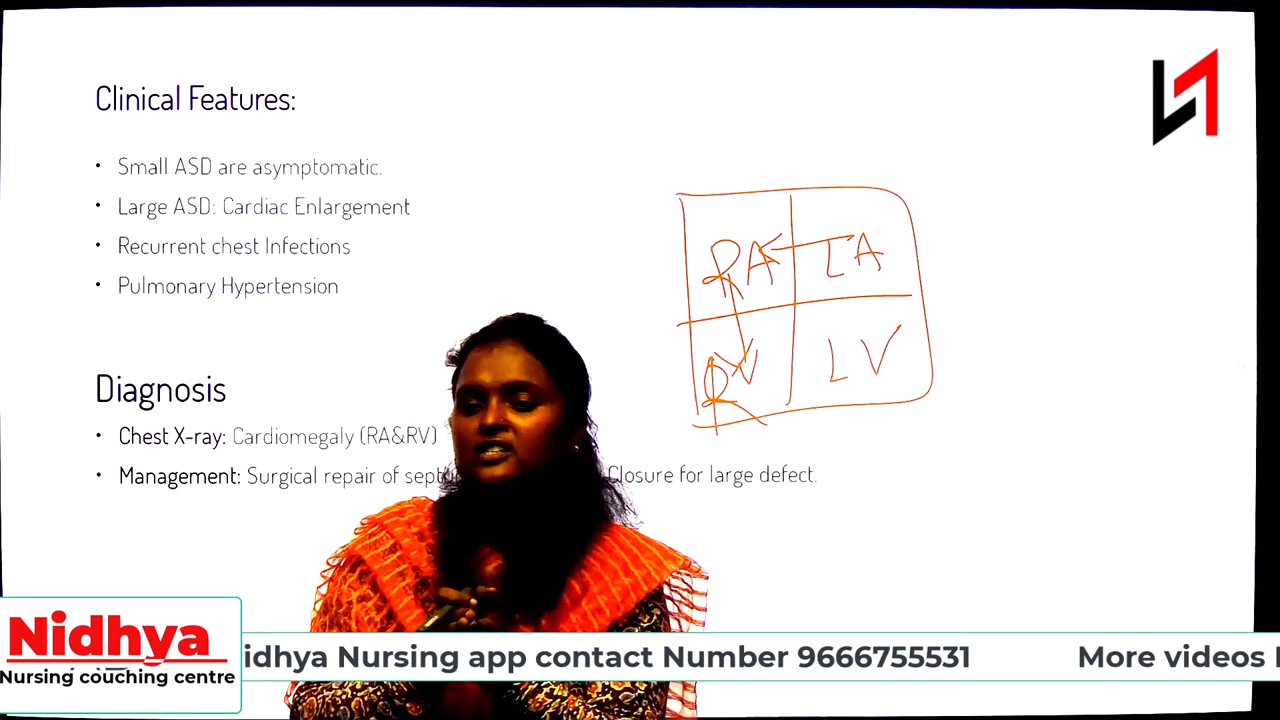 Clinical Features:
• Small ASD are asymptomatic.
• Large ASD: Cardiac Enlargement
• Recurrent chest Infections
• Pulmonary Hypertension
RA LA
RV LV
Diagnosis
• Chest X-ray: Cardiomegaly (RA&RV)
• Management: Surgical repair of Closure for large defect.
Nidhya
Nursing couching centre
idhya Nursing app contact Number 9666755531 More videos